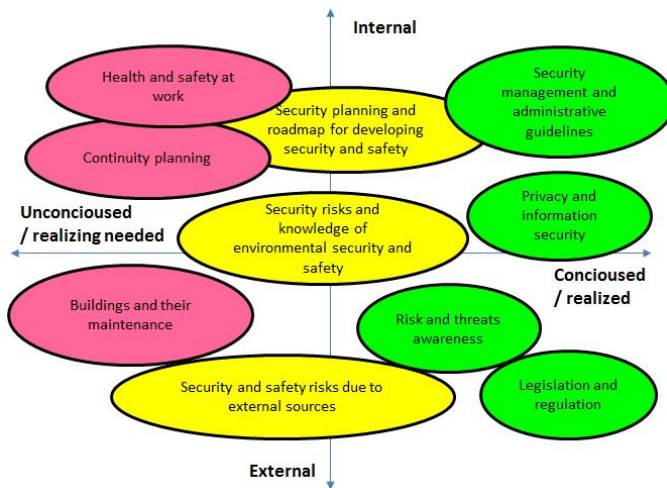 Internal
Health and safety at
work
Security planning and
roadmap for developing
security and safety
Security
management and
administrative
guidelines
Continuity planning
Unconcioused
/ realizing needed
Security risks and
knowledge of
environmental security and
safety
Privacy and
information
security
Concioused
/ realized
Buildings and their
maintenance
Risk and threats
awareness
Security and safety risks due to
external sources
Legislation and
regulation
External